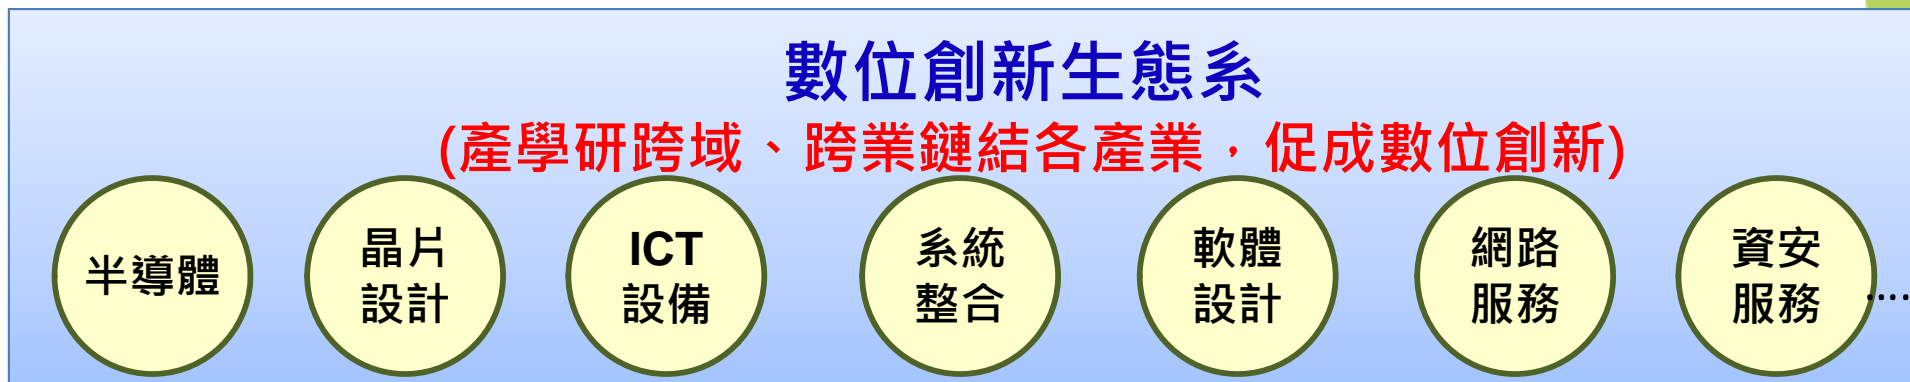 數位創新生態系
(產學研跨域、跨業鏈結各產業，促成數位創新)
半導體
晶片
設計
ICT
設備
系統
整合
軟體
設計
網路
服務
資安
服務
....